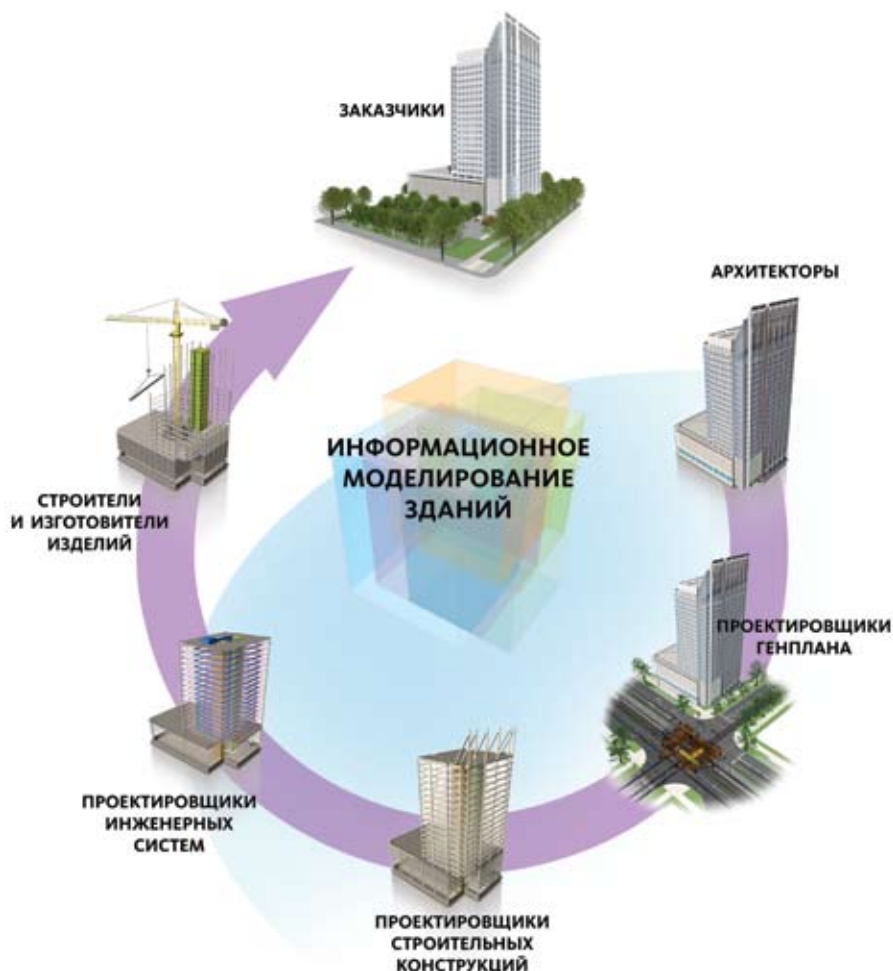 ЗАКАЗЧИКИ
АРХИТЕКТОРЫ
ИНФОРМАЦИОННОЕ
МОДЕЛИРОВАНИЕ
ЗДАНИЙ
СТРОИТЕЛИ
И ИЗГОТОВИТЕЛИ
ИЗДЕЛИЙ
ПРОЕКТИРОВЩИКИ
ГЕНПЛАНА
ПРОЕКТИРОВЩИКИ
ИНЖЕНЕРНЫХ
СИСТЕМ
ПРОЕКТИРОВЩИКИ
СТРОИТЕЛЬНЫХ
КОНСТРУКЦИЙ